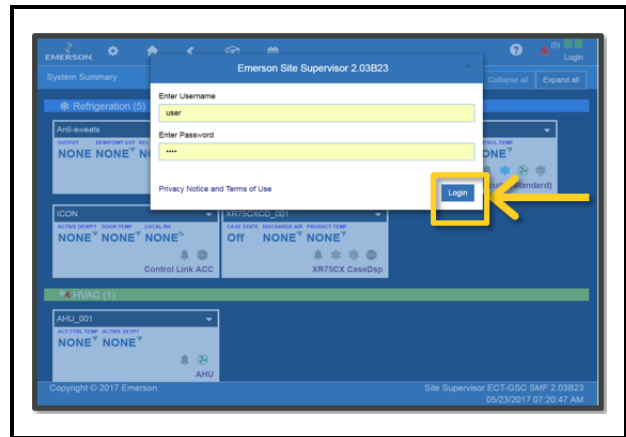 EMERSON
(5)
Login
System Summary
Collapse all
Expand all
Emerson Site Supervisor 2.03B23
×
Enter Username
user
Enter Password
••••
Privacy Notice and Terms of Use
Login
Refrigeration (5)
Anti-sweats
OUTPUT DEWPOINT OUT REL
NONE NONE°F
ICON
ACTIVE DEWPT DOOR TEMP LOCAL RH
NONE°F NONE°F NONE%
Control Link ACC
XR75CXCD_001
CASE STATE DISCHARGE AIR PRODUCT TEMP
Off NONE°F NONE°F
XR75CX CaseDsp
HVAC (1)
AHU_001
ACT CTRL TEMP ACTIVE SETPT
NONE°F NONE°F
AHU
Copyright © 2017 Emerson
Site Supervisor ECT-GSC SMF 2.03B23
05/23/2017 07:20:47 AM